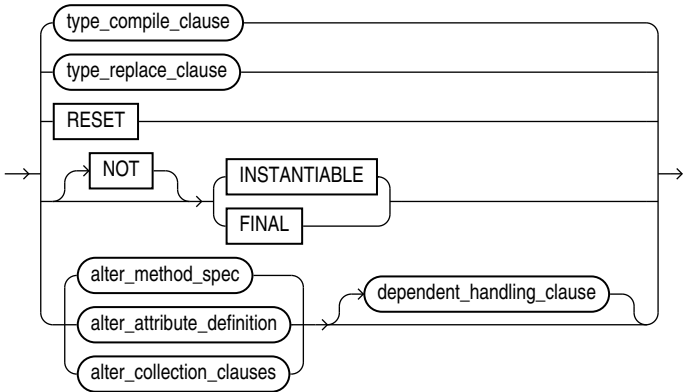 type_compile_clause
type_replace_clause
RESET
NOT
INSTANTIABLE
FINAL
alter_method_spec
dependent_handling_clause
alter_attribute_definition
alter_collection_clauses